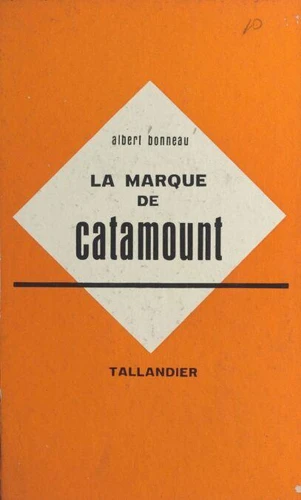 albert bonneau
LA MARQUE
DE
catamount
TALLANDIER